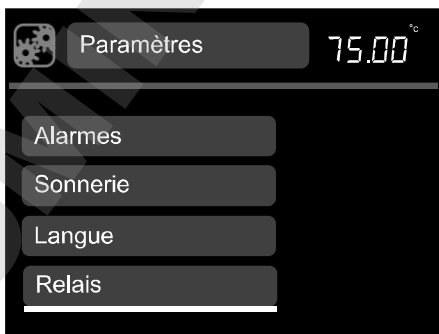 Paramètres 75.00 °c
Alarmes
Sonnerie
Langue
Relais